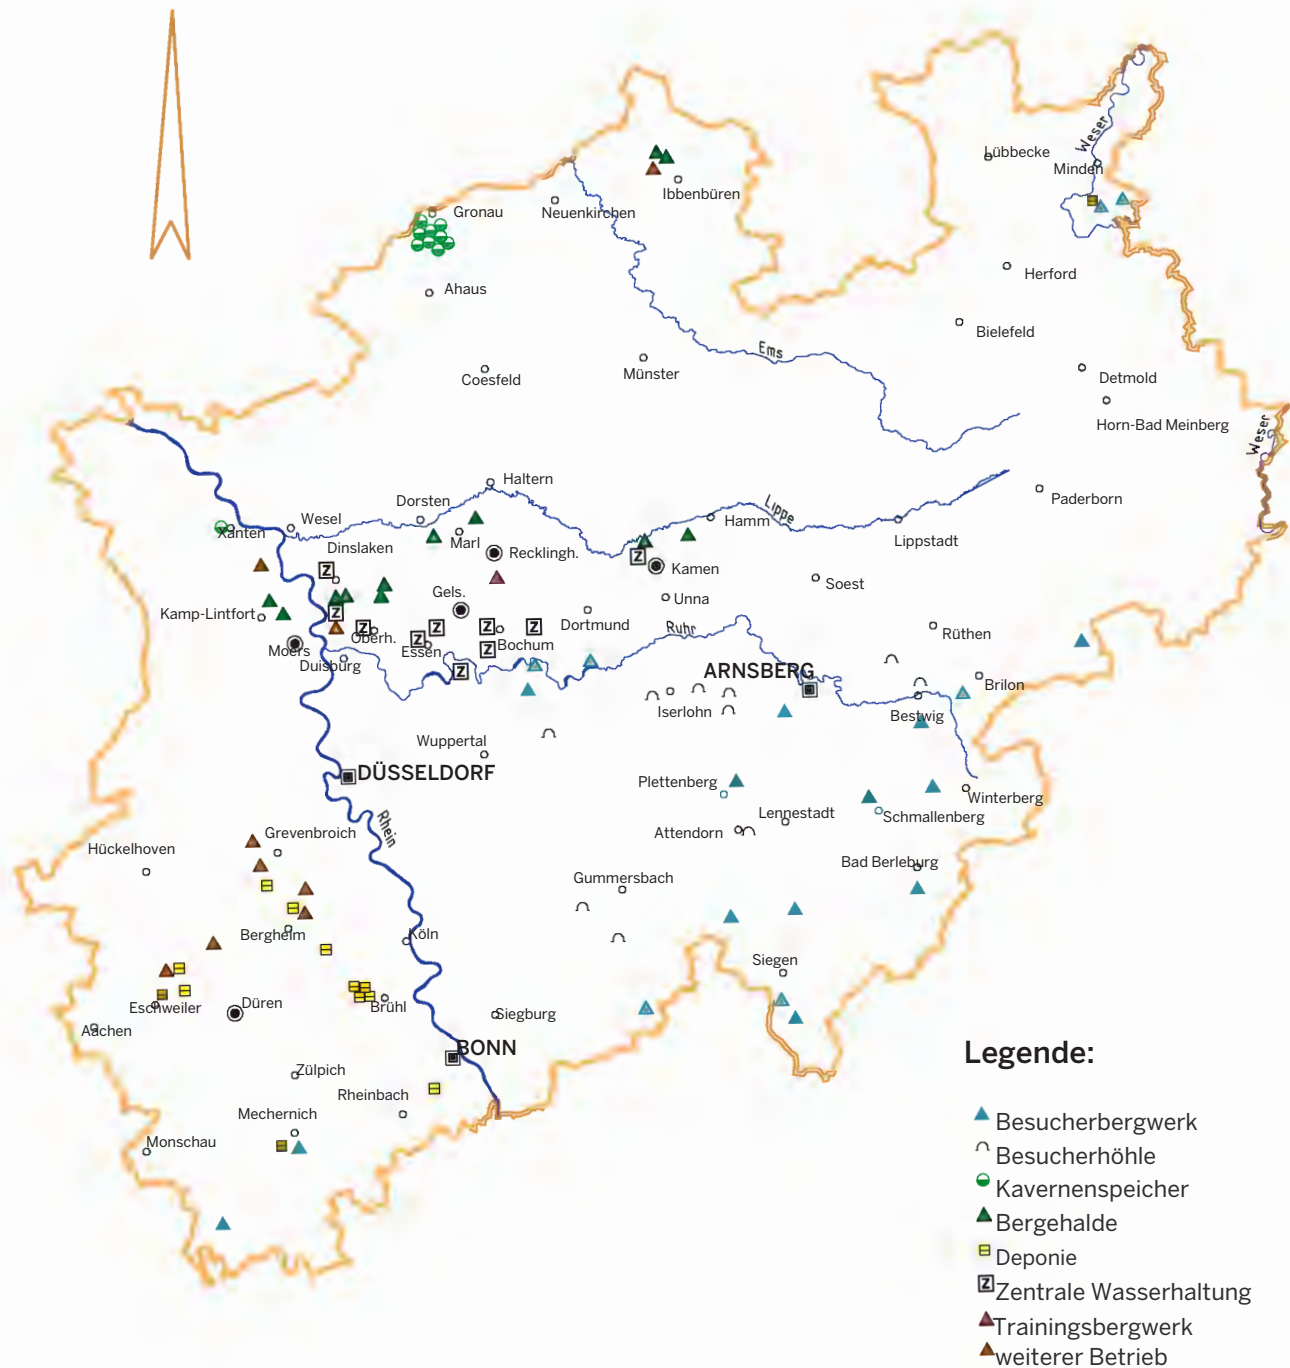 Lübbecke
Weser
Minden
Ibbenbüren
Gronau
Neuenkirchen
Herford
Ahaus
Bielefeld
Ems
Münster
Coesfeld
Detmold
Horn-Bad Meinberg
Weser
Haltern
Dorsten
Paderborn
Lippe
Wesel
Xanten
Hamm
Marl
Lippstadt
Dinslaken
Recklingh.
Kamen
Soest
Gels.
Unna
Kamp-Lintfort
Dortmund
Ruhr
Rüthen
Oberh.
Bochum
Moers
Essen
Duisburg
ARNSBERG
Brilon
Iserlohn
Bestwig
Wuppertal
DÜSSELDORF
Plettenberg
Winterberg
Lennestadt
Schmallenberg
Rhein
Grevenbroich
Attendorn
Hückelhoven
Bad Berleburg
Gummersbach
Bergheim
Köln
Siegen
Eschweiler
Düren
Brühl
Siegburg
Aachen
BONN
Zülpich
Rheinbach
Mechernich
Monschau
Legende:
Besucherbergwerk
Besucherhöhle
Kavernenspeicher
Bergehalde
Deponie
Z Zentrale Wasserhaltung
Trainingsbergwerk
weiterer Betrieb
Z
Z
Z
Z
Z
Z
Z
Z
Z
Z